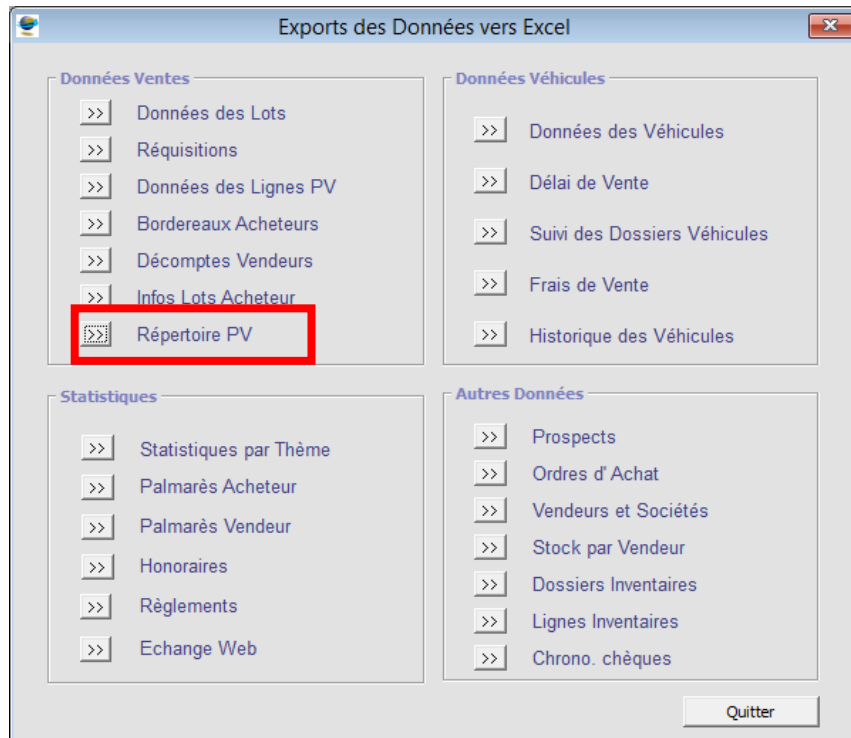 Exports des Données vers Excel
Données Ventes
>> Données des Lots
>> Réquisitions
>> Données des Lignes PV
>> Bordereaux Acheteurs
>> Décomptes Vendeurs
>> Infos Lots Acheteur
>> Répertoire PV
Données Véhicules
>> Données des Véhicules
>> Délai de Vente
>> Suivi des Dossiers Véhicules
>> Frais de Vente
>> Historique des Véhicules
Statistiques
>> Statistiques par Thème
>> Palmarès Acheteur
>> Palmarès Vendeur
>> Honoraires
>> Règlements
>> Echange Web
Autres Données
>> Prospects
>> Ordres d' Achat
>> Vendeurs et Sociétés
>> Stock par Vendeur
>> Dossiers Inventaires
>> Lignes Inventaires
>> Chrono. chèques
Quitter